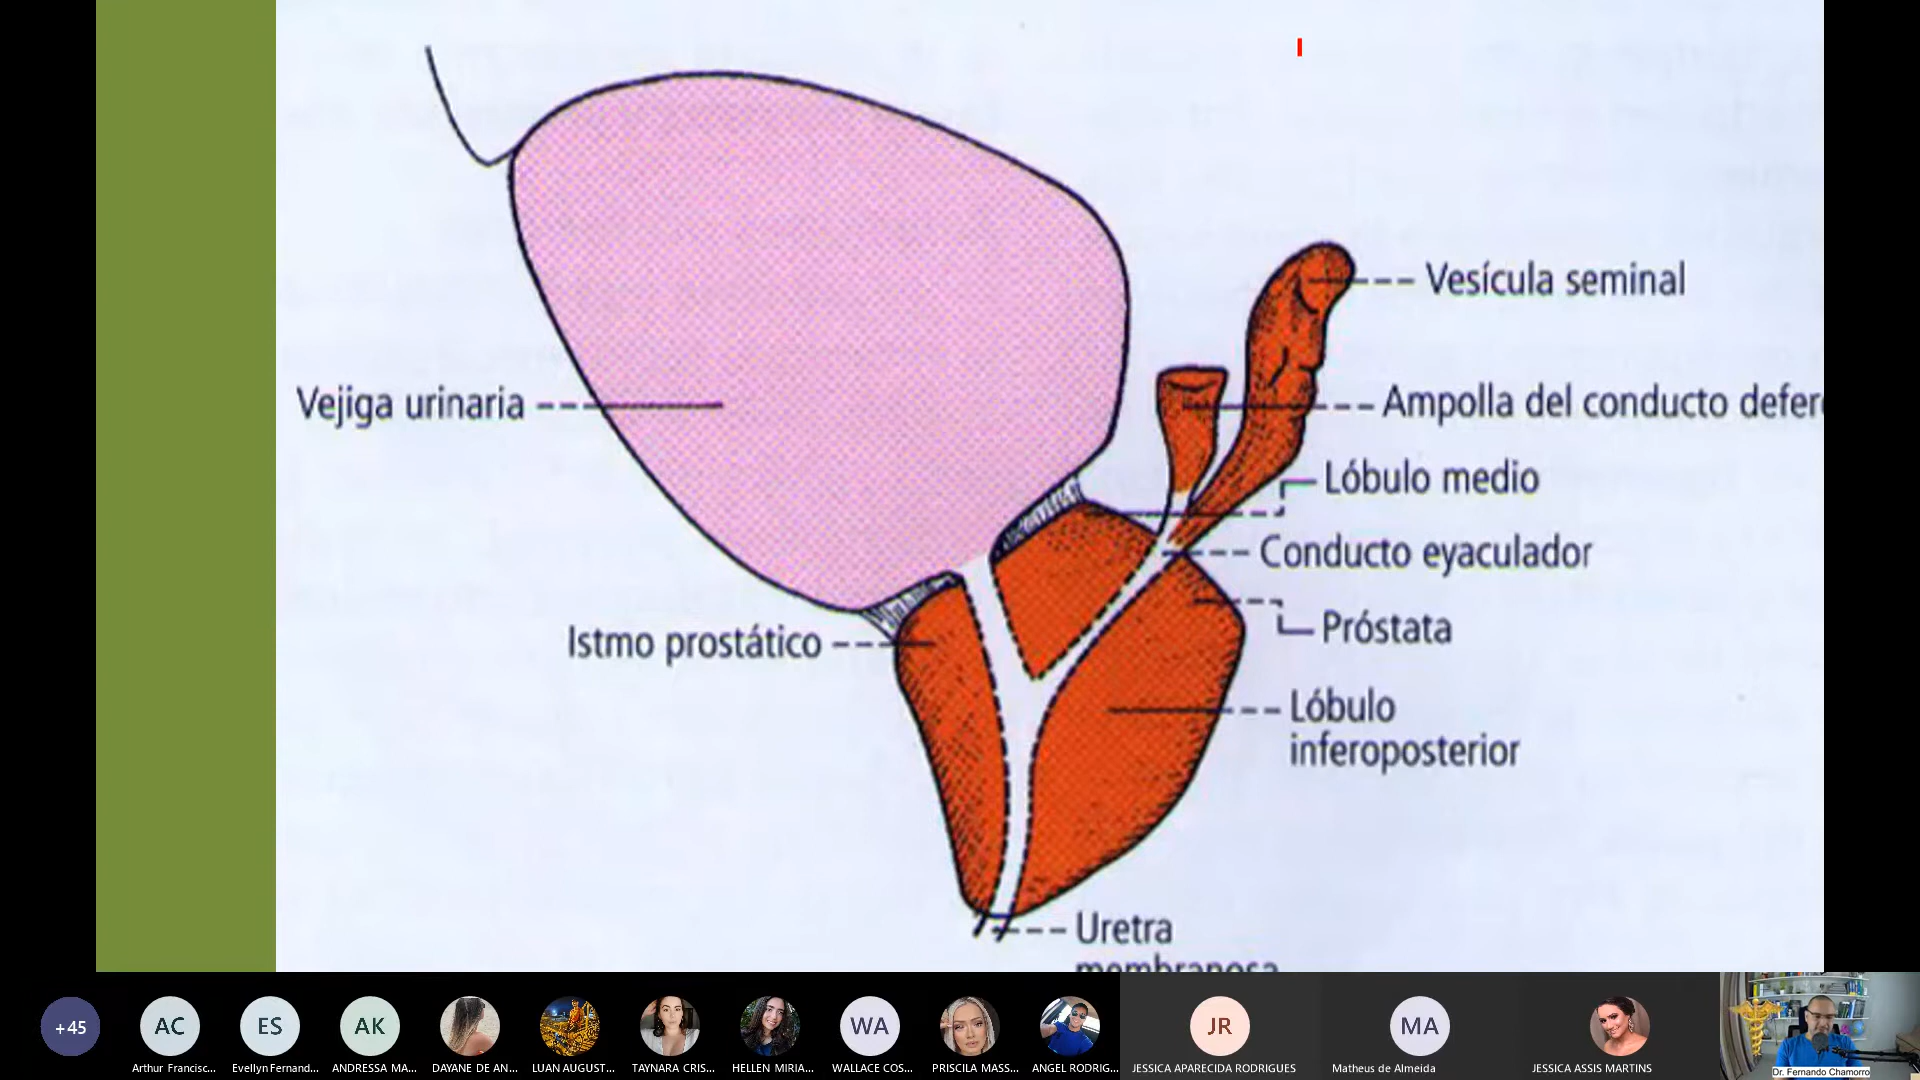 Vesícula seminal
Vejiga urinaria
Ampolla del conducto defer
Lóbulo medio
Conducto eyaculador
Istmo prostático
Próstata
Lóbulo
inferoposterior
Uretra
membranosa
+45
AC
ES
AK
WA
JR
MA
Arthur Francisc...
Evellyn Fernand...
ANDRESSA MA...
DAYANE DE AN...
LUAN AUGUST...
TAYNARA CRIS...
HELLEN MIRIA...
WALLACE COS...
PRISCILA MASS...
ANGEL RODRIG...
JESSICA APARECIDA RODRIGUES
Matheus de Almeida
JESSICA ASSIS MARTINS
Dr. Fernando Chamorro